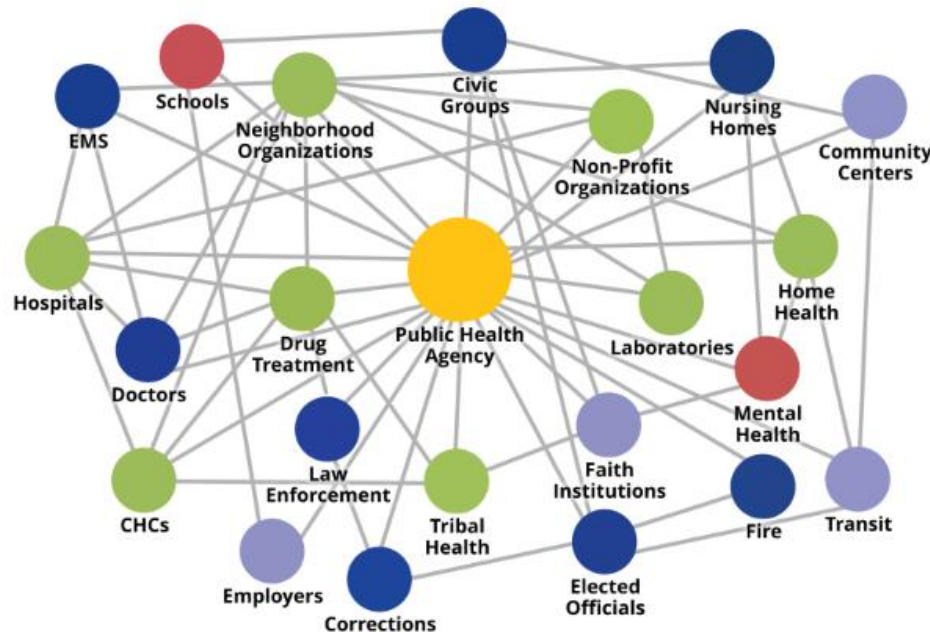 Schools
Civic
Groups
EMS
Neighborhood
Organizations
Nursing
Homes
Community
Centers
Non-Profit
Organizations
Hospitals
Drug
Treatment
Public Health
Agency
Laboratories
Home
Health
Doctors
Law
Enforcement
Mental
Health
CHCs
Tribal
Health
Faith
Institutions
Fire
Transit
Employers
Corrections
Elected
Officials